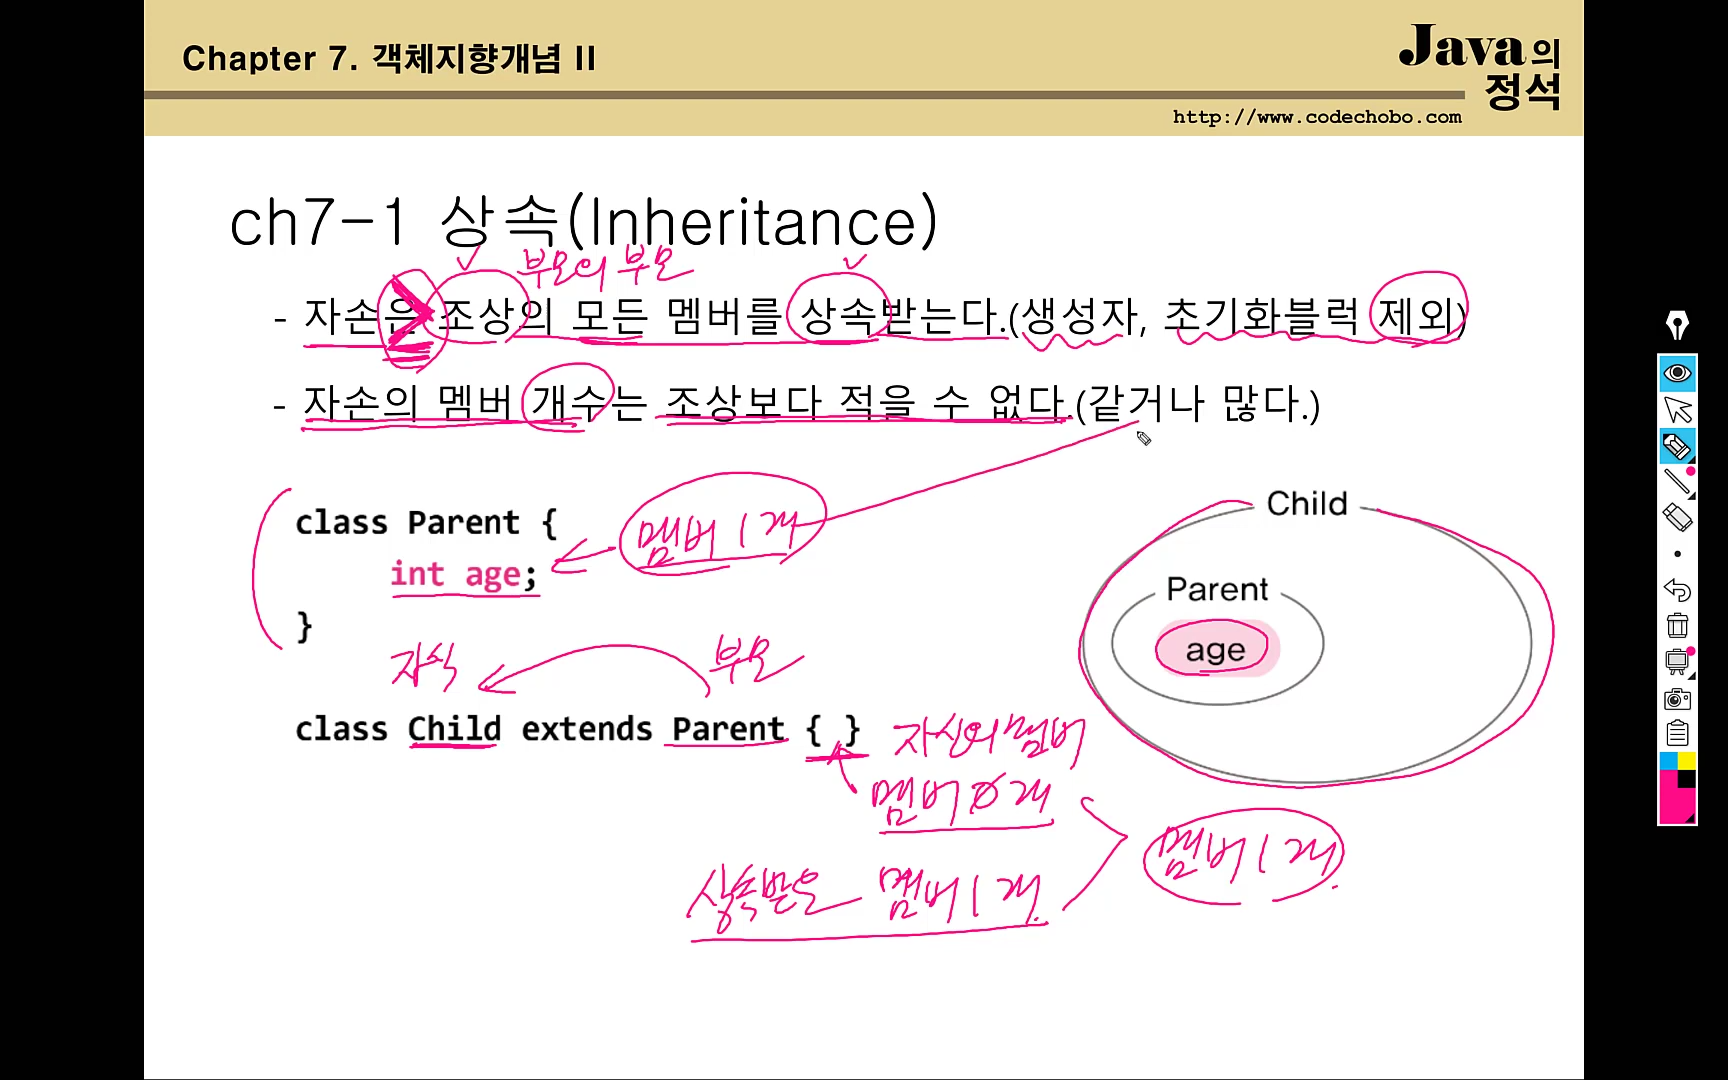 Chapter 7. 객체지향개념 II
Java의
정석
http://www.codechobo.com
ch7-1 상속(Inheritance)
부모의 부모
- 자손은 조상의 모든 멤버를 상속받는다.(생성자, 초기화블럭 제외)
- 자손의 멤버 개수는 조상보다 적을 수 없다.(같거나 많다.)
class Parent {
멤버 1개
int age;
}
Child
Parent
age
자식
부모
class Child extends Parent { }
자신의 멤버
멤버 0개
상속받은 멤버 1개.
멤버 1개.